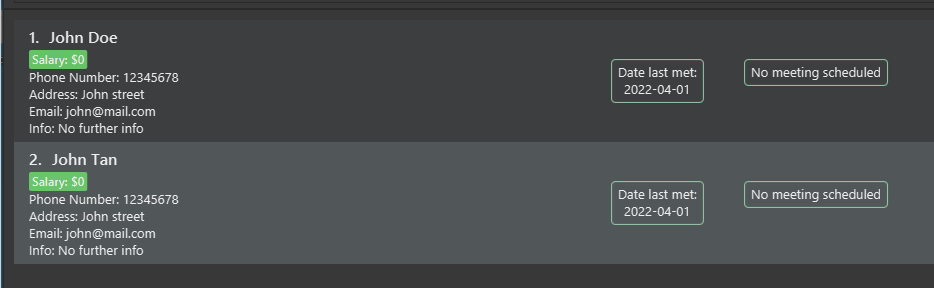 1. John Doe
Salary: $0
Phone Number: 12345678
Address: John street
Email: john@mail.com
Info: No further info
Date last met:
2022-04-01
No meeting scheduled
2. John Tan
Salary: $0
Phone Number: 12345678
Address: John street
Email: john@mail.com
Info: No further info
Date last met:
2022-04-01
No meeting scheduled